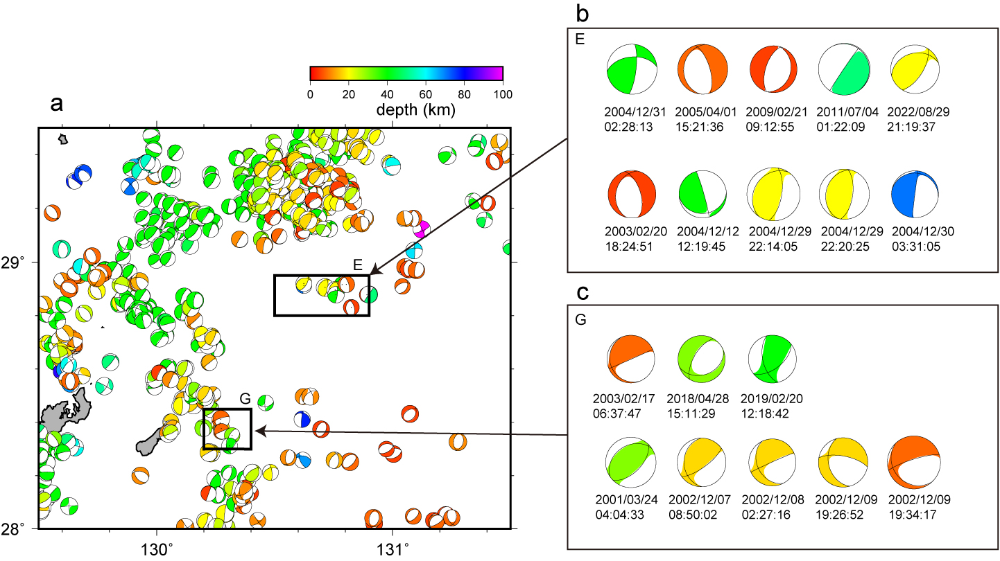 a
0 20 40 60 80 100
depth (km)
29°
28°
130° 131°
E
G
b
E
2004/12/31 2005/04/01 2009/02/21 2011/07/04 2022/08/29
02:28:13 15:21:36 09:12:55 01:22:09 21:19:37
2003/02/20 2004/12/12 2004/12/29 2004/12/29 2004/12/30
18:24:51 12:19:45 22:14:05 22:20:25 03:31:05
c
G
2003/02/17 2018/04/28 2019/02/20
06:37:47 15:11:29 12:18:42
2001/03/24 2002/12/07 2002/12/08 2002/12/09 2002/12/09
04:04:33 08:50:02 02:27:16 19:26:52 19:34:17